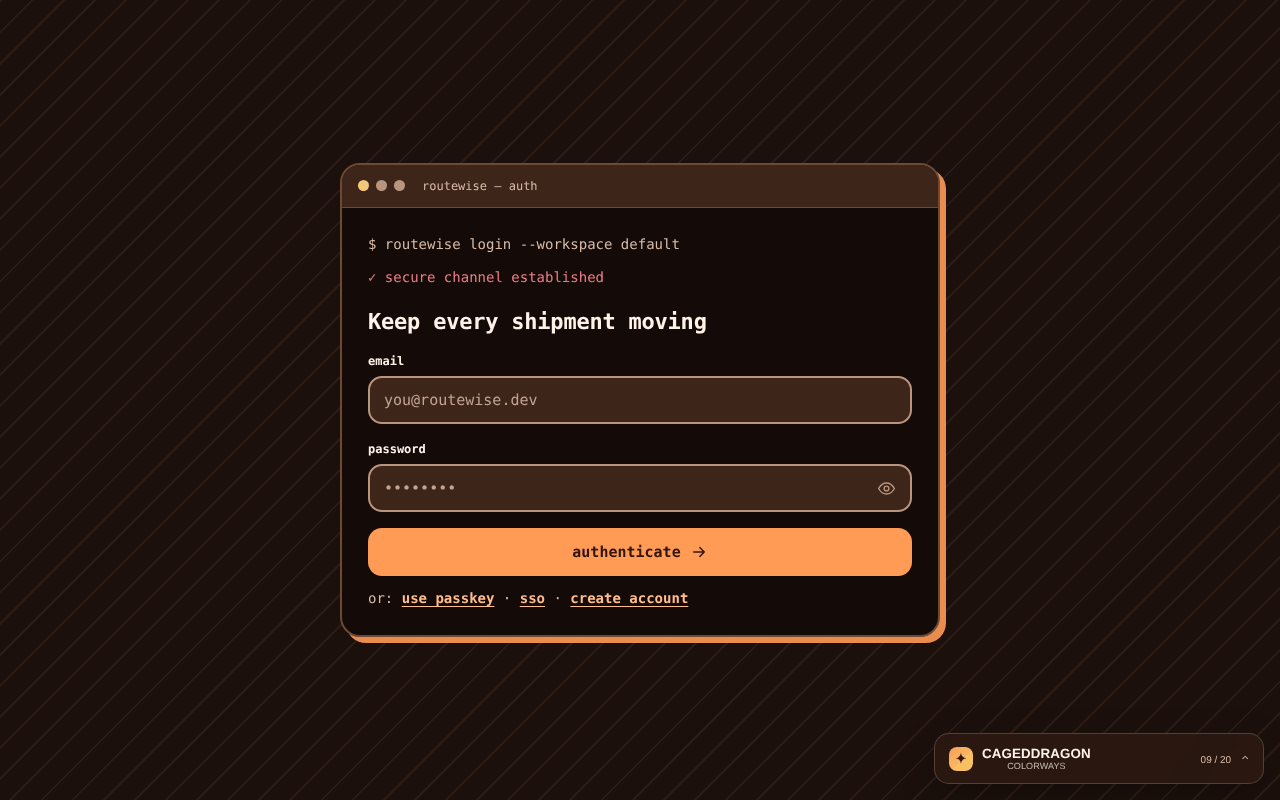 routewise — auth
$ routewise login --workspace default
✓ secure channel established
Keep every shipment moving
email
you@routewise.dev
password
••••••••
authenticate →
or: use passkey · sso · create account
✦ CAGEDDRAGON
COLORWAYS
09 / 20